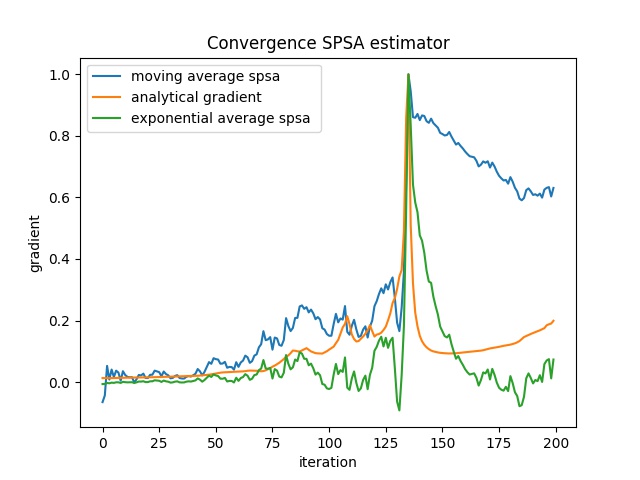 Convergence SPSA estimator
moving average spsa
analytical gradient
exponential average spsa
1.0
0.8
0.6
0.4
0.2
0.0
gradient
0 25 50 75 100 125 150 175 200
iteration